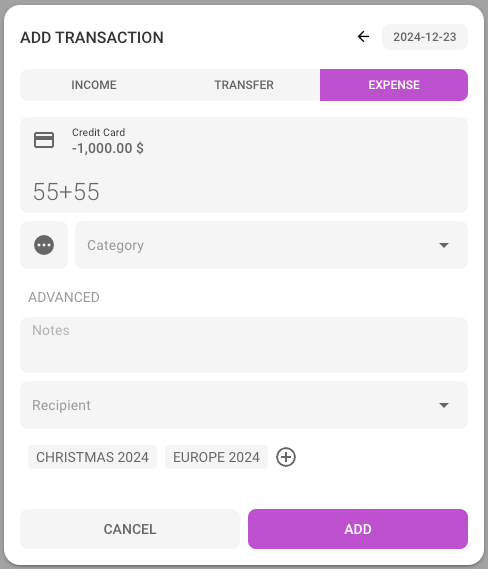 ADD TRANSACTION
2024-12-23
INCOME
TRANSFER
EXPENSE
Credit Card
-1,000.00 $
55+55
Category
ADVANCED
Notes
Recipient
CHRISTMAS 2024
EUROPE 2024
CANCEL
ADD